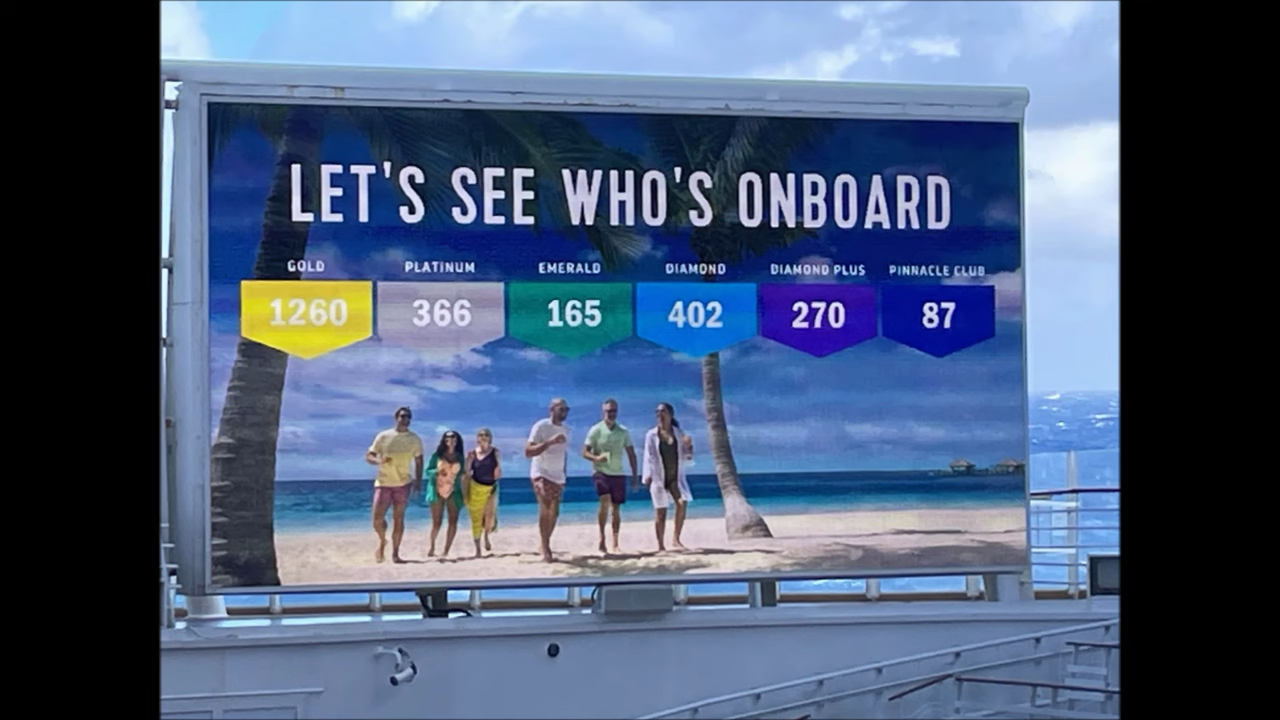 LET'S SEE WHO'S ONBOARD
GOLD PLATINUM EMERALD DIAMOND DIAMOND PLUS PINNACLE CLUB
1260 366 165 402 270 87